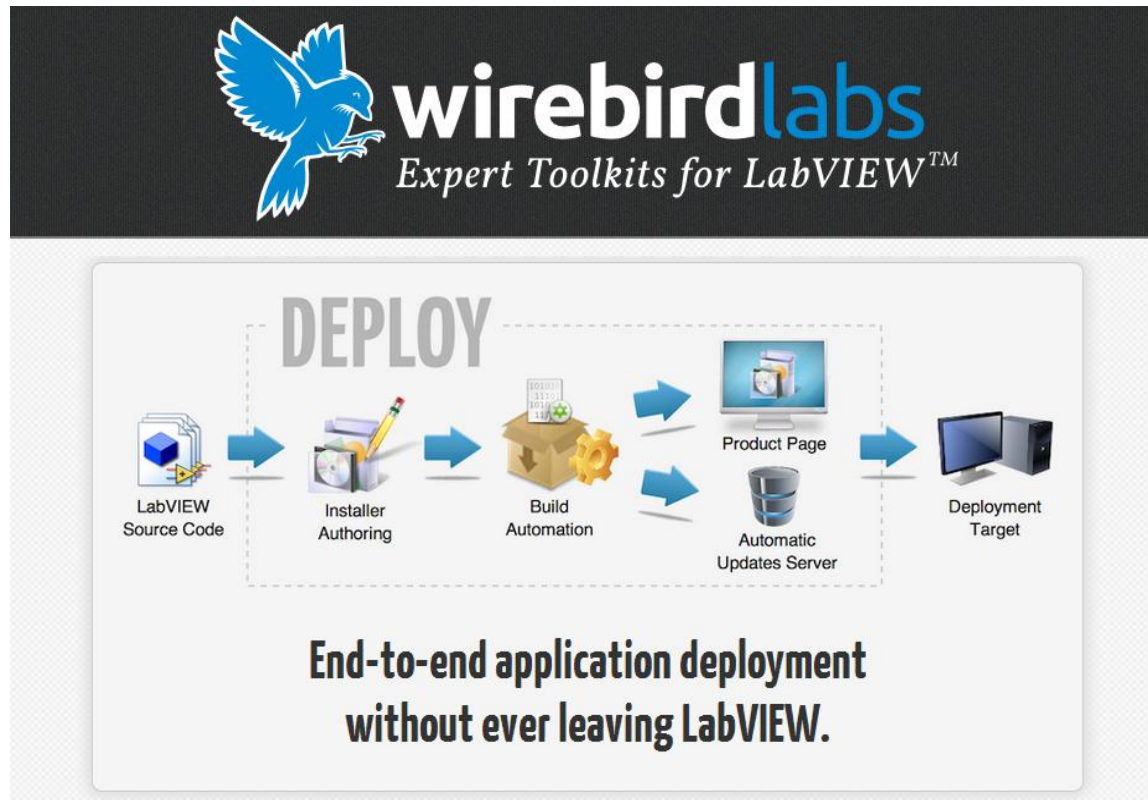 wirebirdlabs
Expert Toolkits for LabVIEW™
DEPLOY
LabVIEW
Source Code
Installer
Authoring
Build
Automation
Product Page
Automatic
Updates Server
Deployment
Target
End-to-end application deployment
without ever leaving LabVIEW.